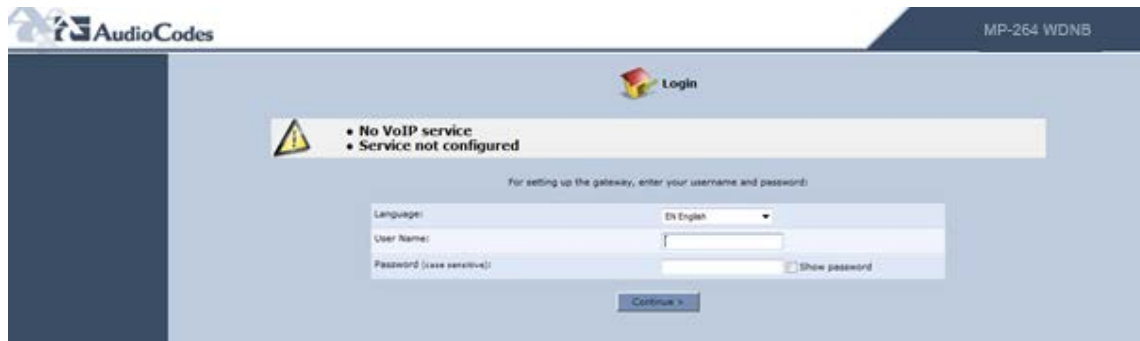 AudioCodes
MP-264 WDNB
Login
• No VoIP service
• Service not configured
For setting up the gateway, enter your username and password:
Language: EN English
User Name:
Password (case sensitive): Show password
Continue >